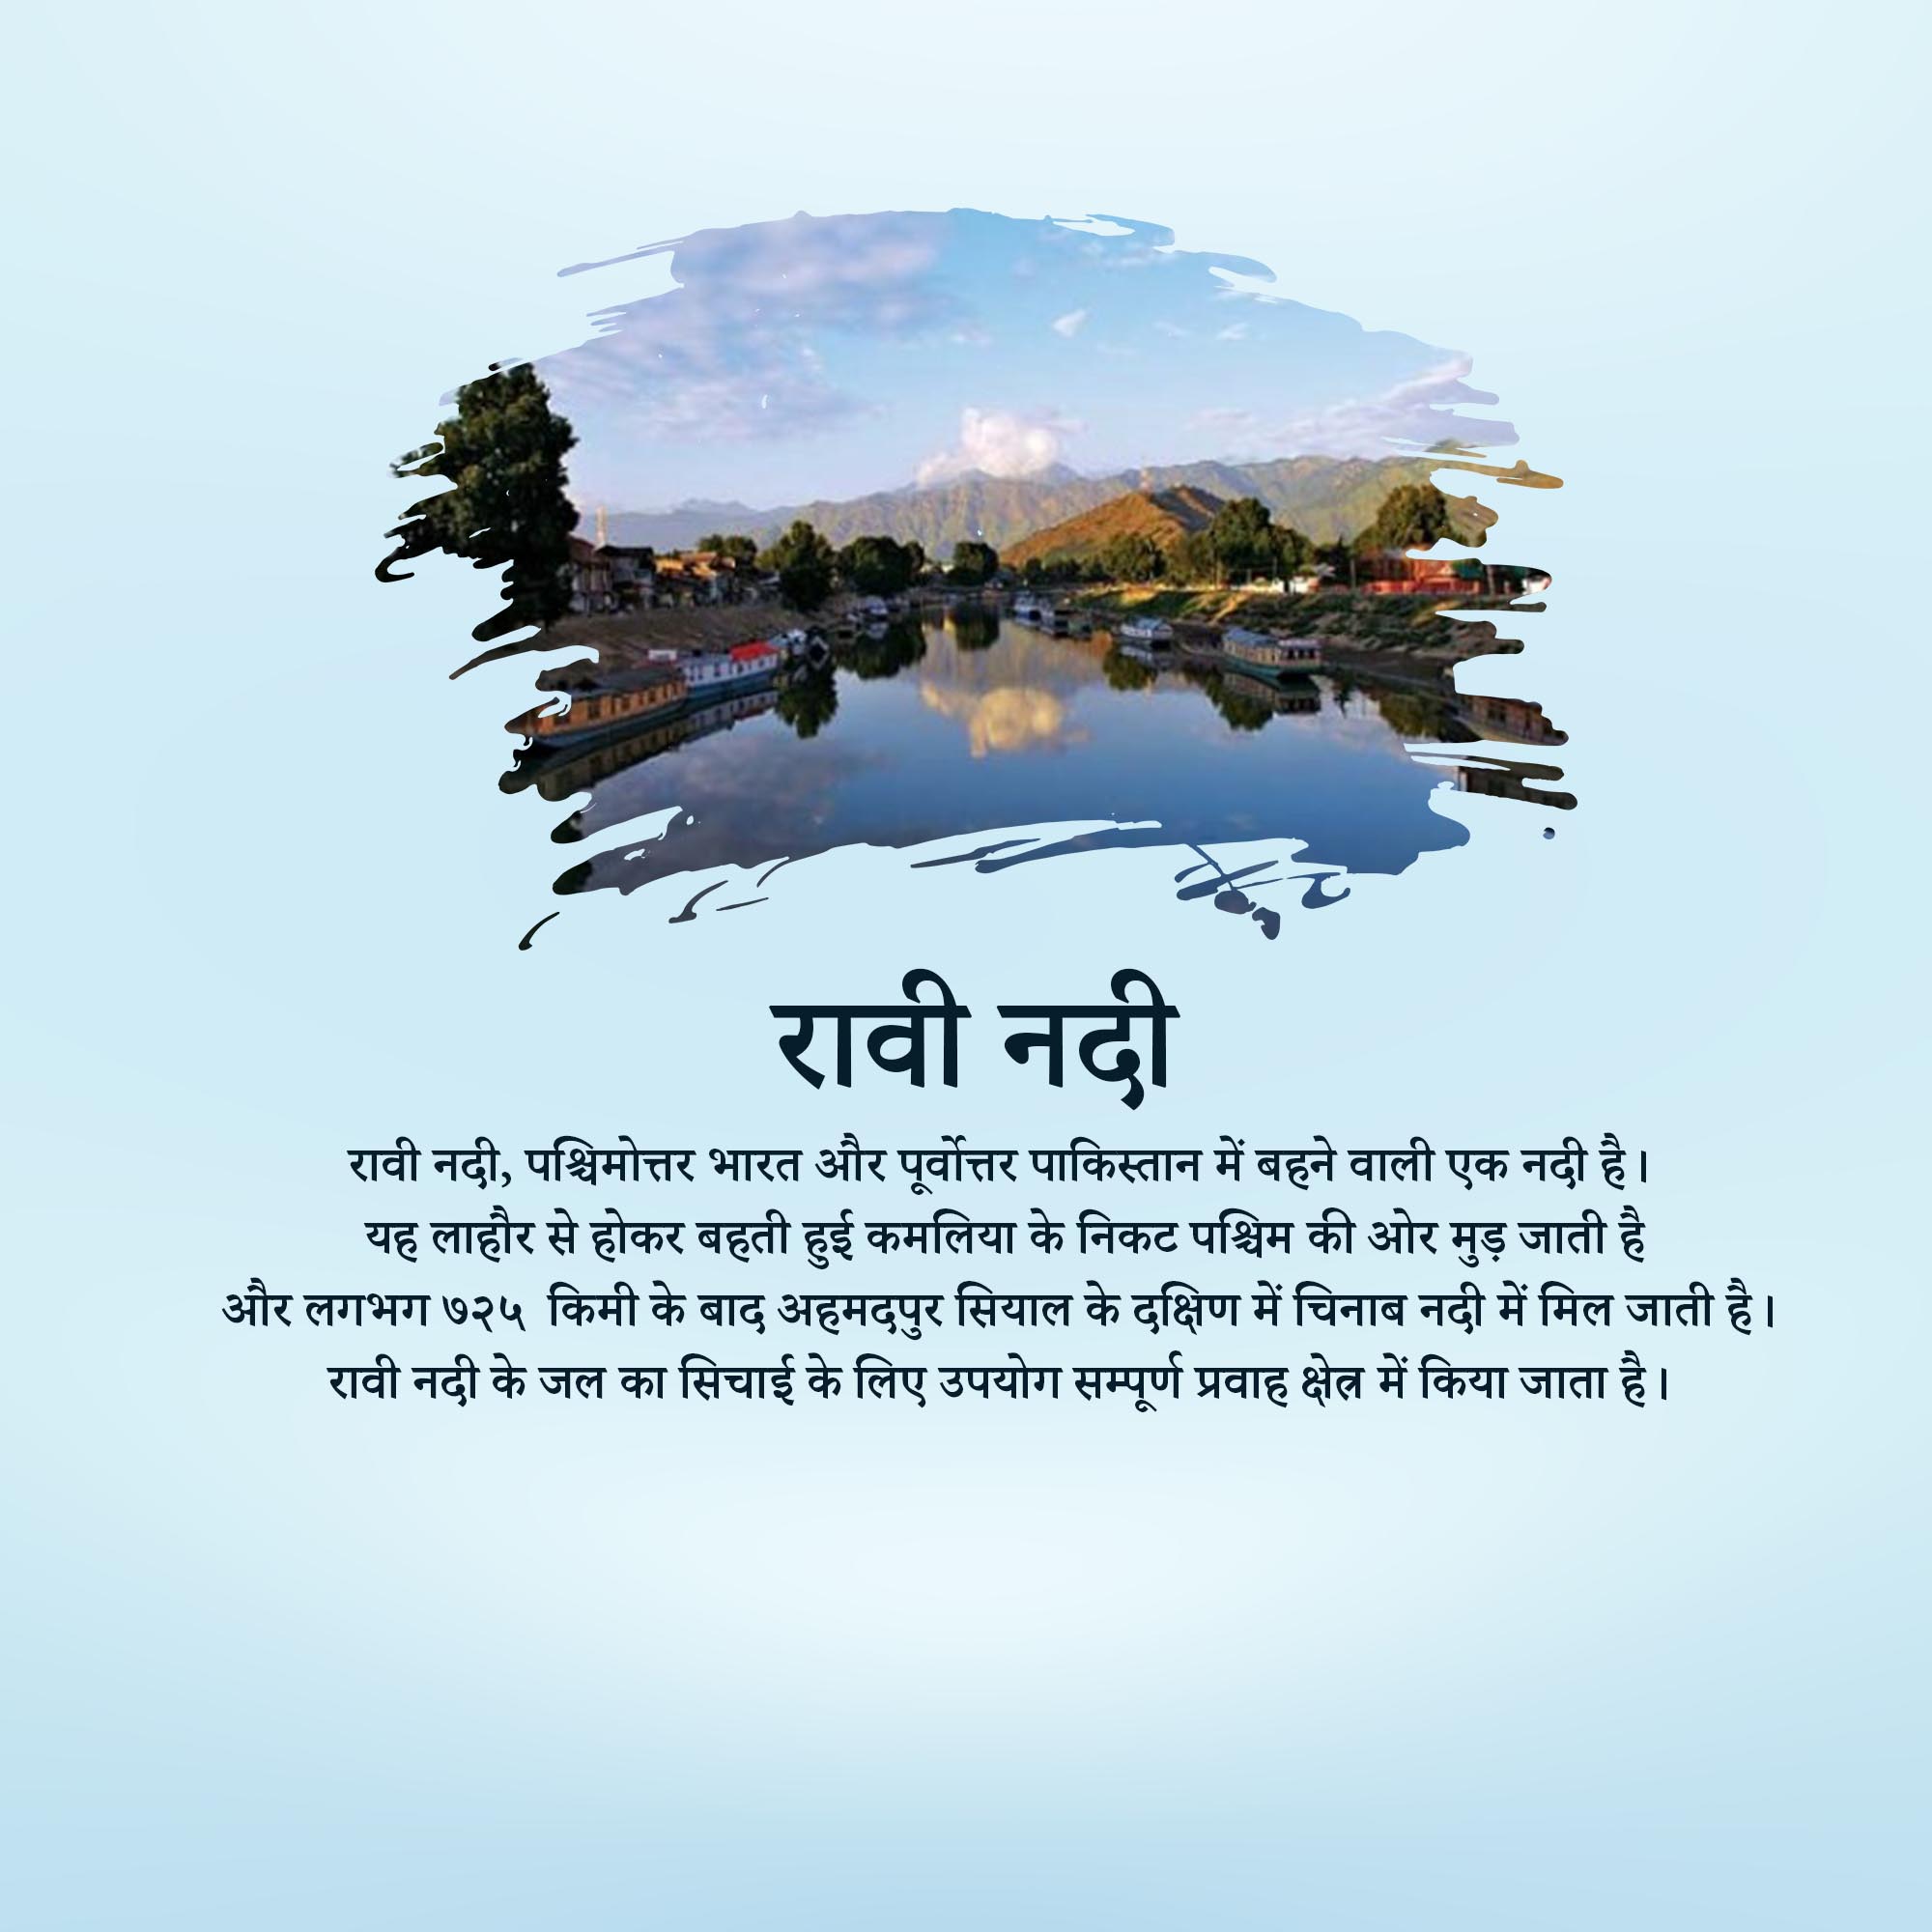 रावी नदी
रावी नदी, पश्चिमोत्तर भारत और पूर्वोत्तर पाकिस्तान में बहने वाली एक नदी है।
यह लाहौर से होकर बहती हुई कमलिया के निकट पश्चिम की ओर मुड़ जाती है
और लगभग ७२५ किमी के बाद अहमदपुर सियाल के दक्षिण में चिनाब नदी में मिल जाती है।
रावी नदी के जल का सिचाई के लिए उपयोग सम्पूर्ण प्रवाह क्षेत्र में किया जाता है।